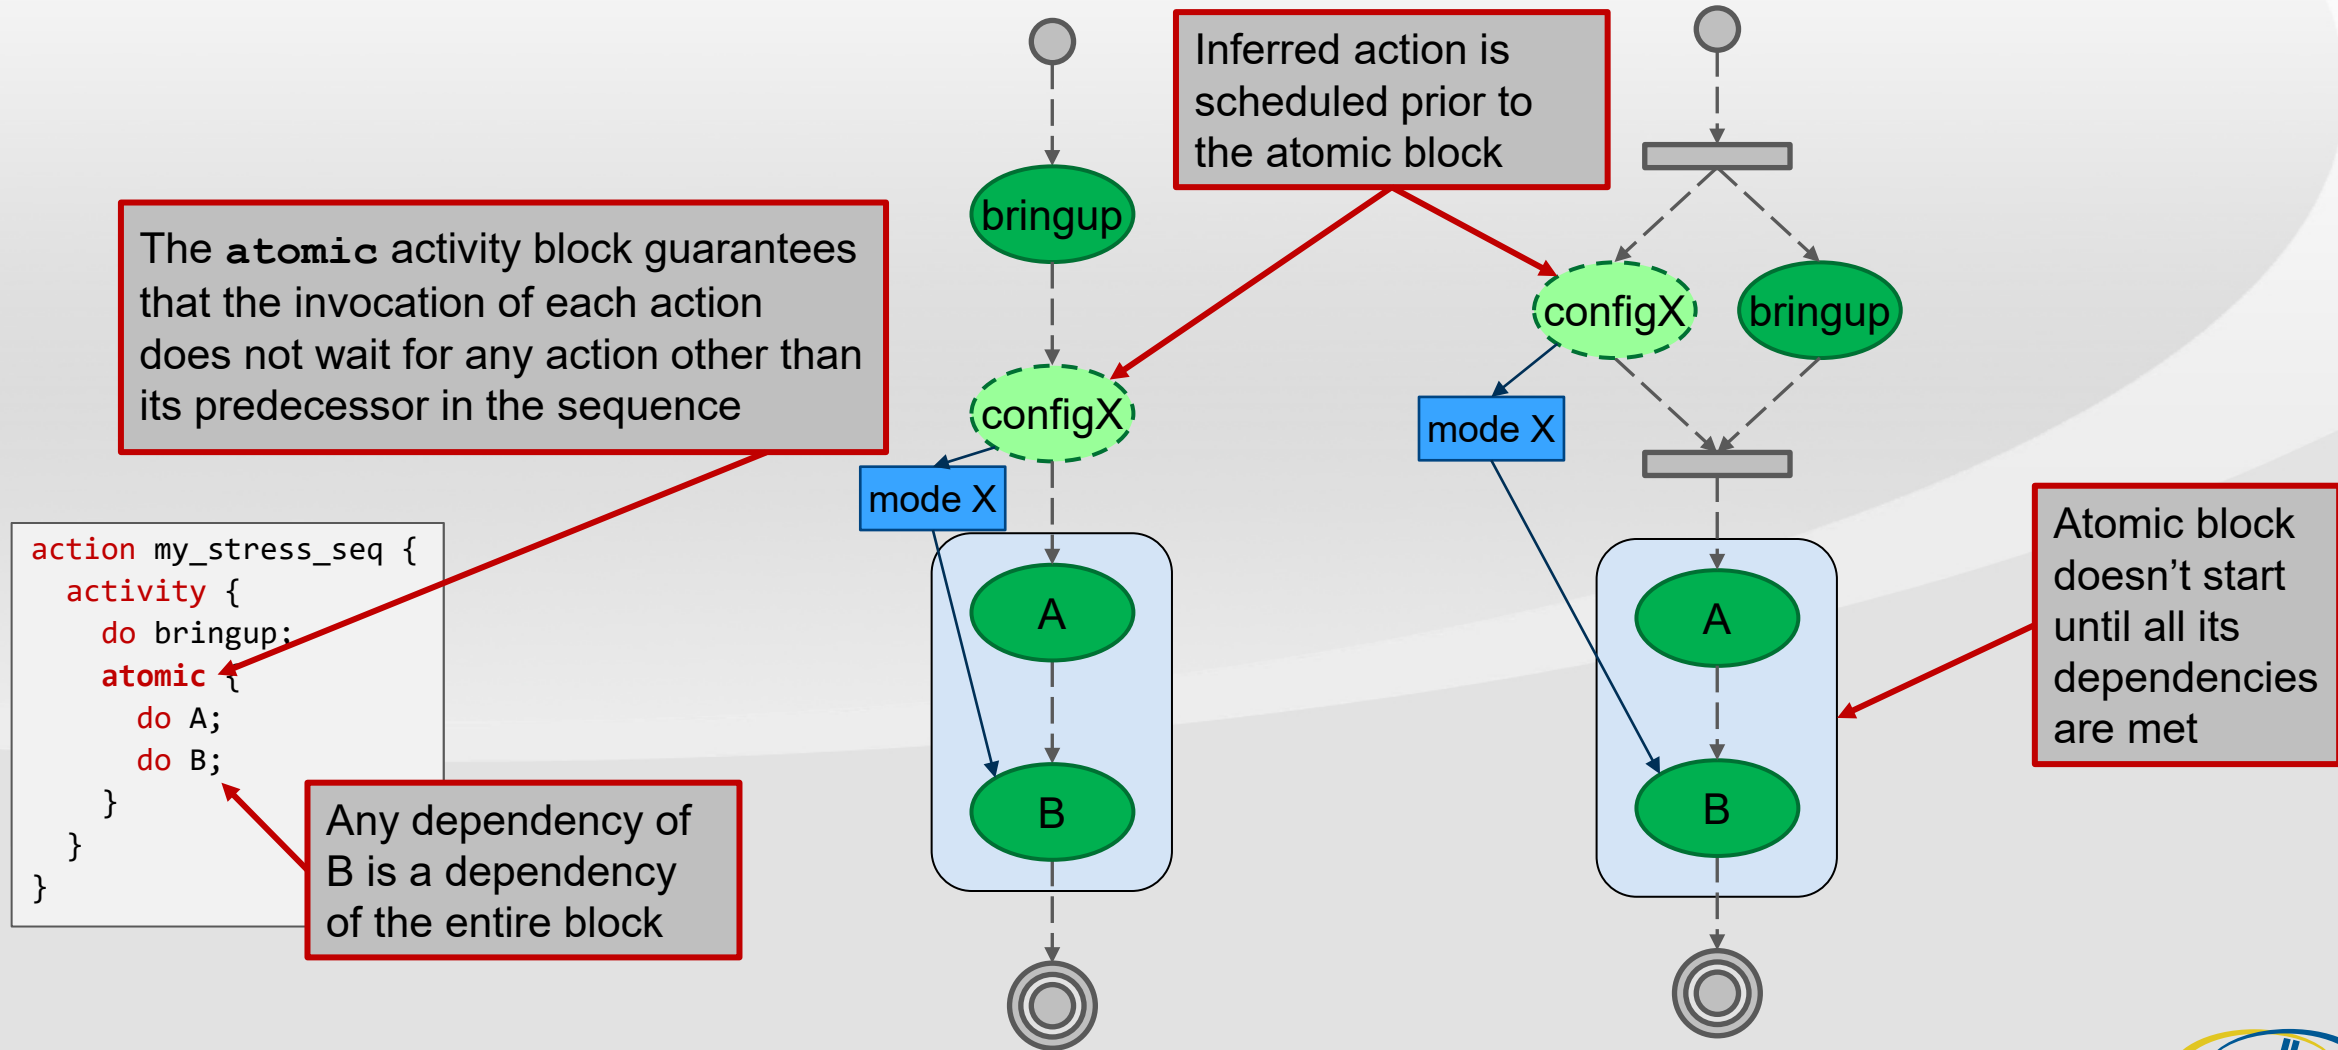 Inferred action is
scheduled prior to
the atomic block
The atomic activity block guarantees
that the invocation of each action
does not wait for any action other than
its predecessor in the sequence
action my_stress_seq {
activity {
do bringup;
atomic {
do A;
do B;
}
}
}
Any dependency of
B is a dependency
of the entire block
bringup
configX
mode X
A
B
configX
bringup
mode X
A
B
Atomic block
doesn’t start
until all its
dependencies
are met